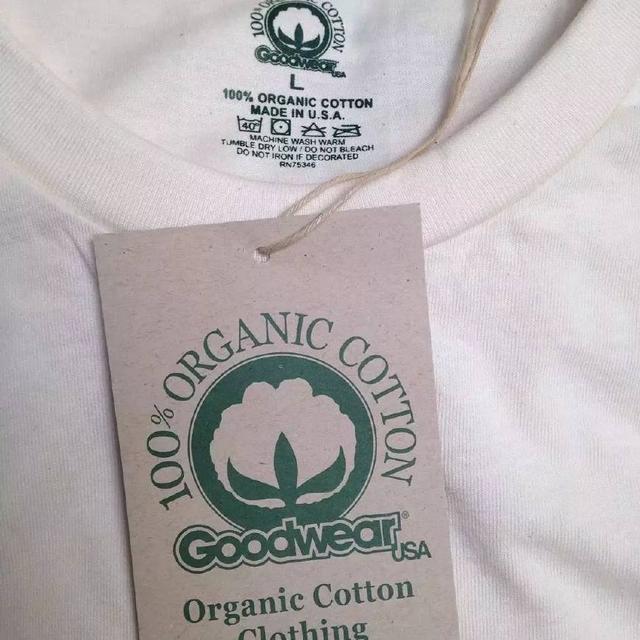 100% ORGANIC COTTON
Goodwear USA
L
100% ORGANIC COTTON
MADE IN U.S.A.
40°
MACHINE WASH WARM
TUMBLE DRY LOW / DO NOT BLEACH
DO NOT IRON IF DECORATED
RN75346
100% ORGANIC COTTON
Goodwear® USA
Organic Cotton
Clothing